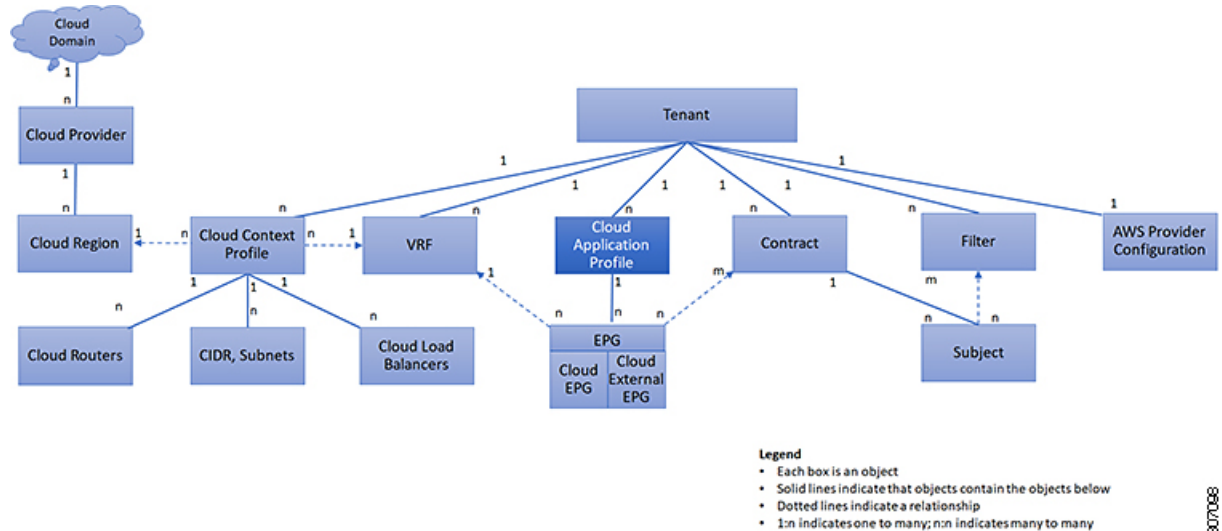 Cloud
Domain
1
n
Cloud Provider
Tenant
1
n
1
1
1
1
1
1
n
n
n
n
n
1
Cloud Region
1
n
Cloud Context
Profile
n
1
VRF
Cloud
Application
Profile
Contract
Filter
AWS Provider
Configuration
1
1
1
1
1
m
1
m
n
n
n
n
n
n
n
n
Cloud Routers
CIDR, Subnets
Cloud Load
Balancers
EPG
Cloud
EPG
Cloud
External
EPG
Subject
Legend
• Each box is an object
• Solid lines indicate that objects contain the objects below
• Dotted lines indicate a relationship
• 1:n indicates one to many; n:n indicates many to many
307098